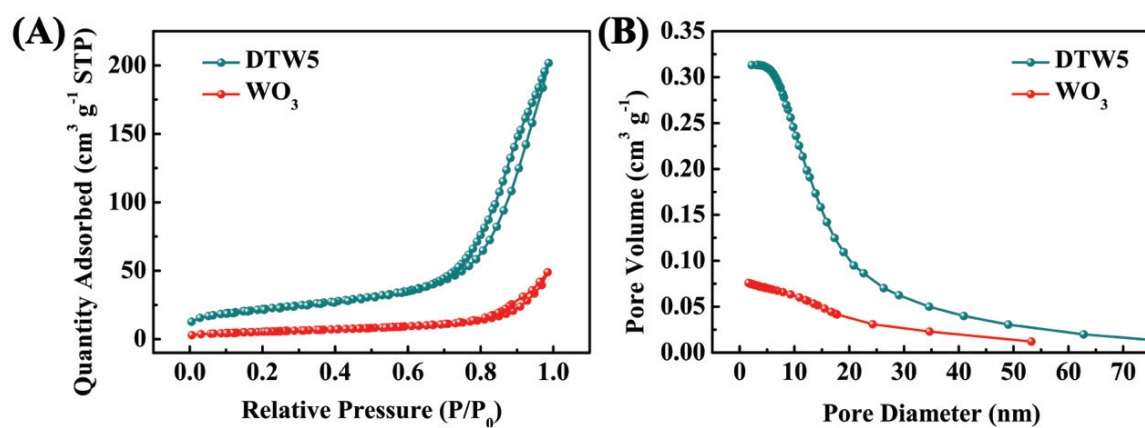 (A)
DTW5
WO₃
200
150
100
50
0
Quantity Adsorbed (cm³ g⁻¹ STP)
0.0 0.2 0.4 0.6 0.8 1.0
Relative Pressure (P/P₀)
(B)
DTW5
WO₃
0.35
0.30
0.25
0.20
0.15
0.10
0.05
0.00
Pore Volume (cm³ g⁻¹)
0 10 20 30 40 50 60 70
Pore Diameter (nm)